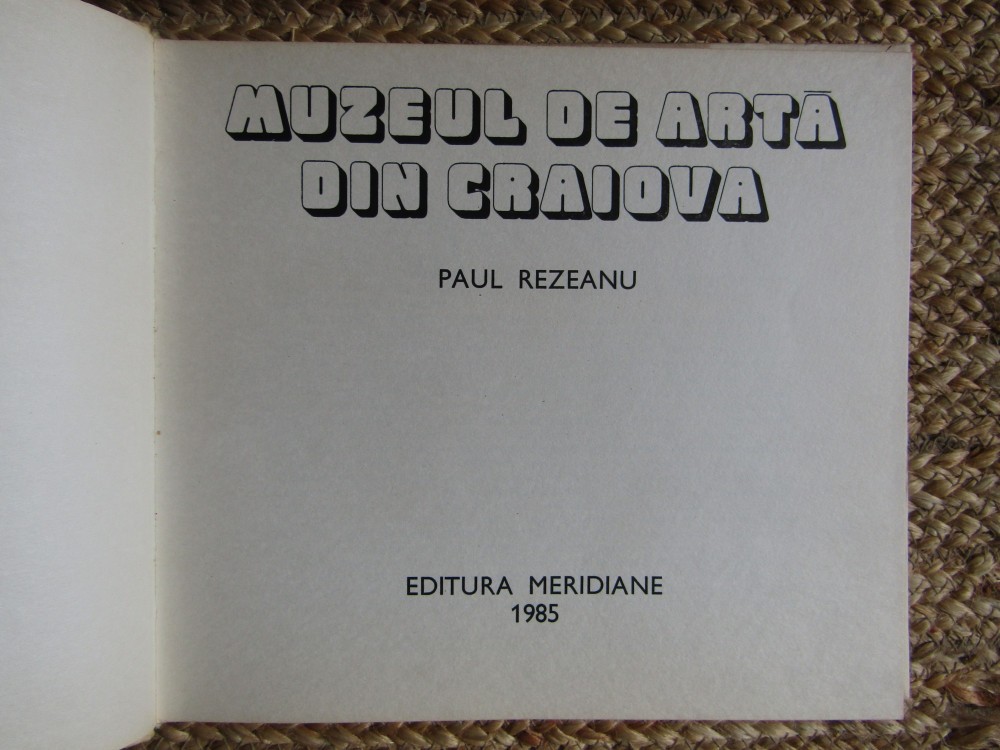 MUZEUL DE ARTĂ
DIN CRAIOVA
PAUL REZEANU
EDITURA MERIDIANE
1985